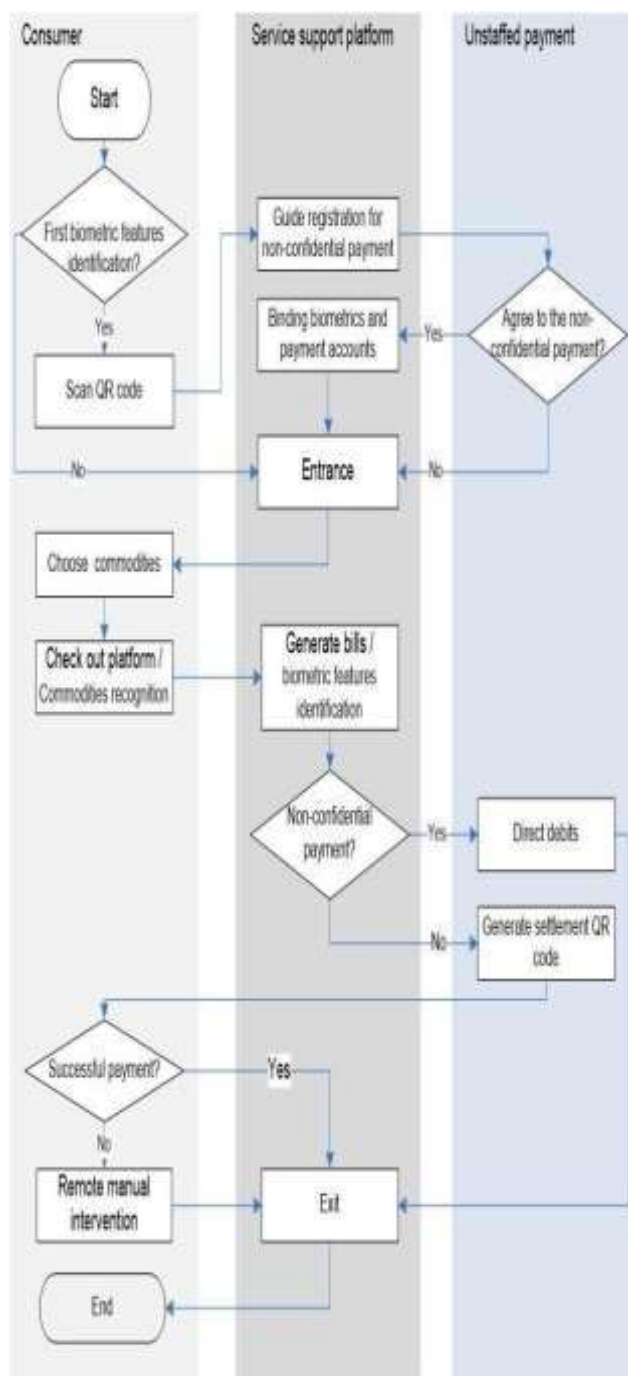 Consumer
Service support platform
Unstaffed payment
Start
First biometric features
identification?
Yes
Scan QR code
No
Guide registration for
non-confidential payment
Agree to the non-
confidential payment?
Yes
No
Binding biometrics and
payment accounts
Entrance
Choose commodities
Check out platform /
Commodities recognition
Generate bills /
biometric features
identification
Non-confidential
payment?
Yes
Direct debits
No
Generate settlement QR
code
Successful payment?
Yes
No
Remote manual
intervention
Exit
End